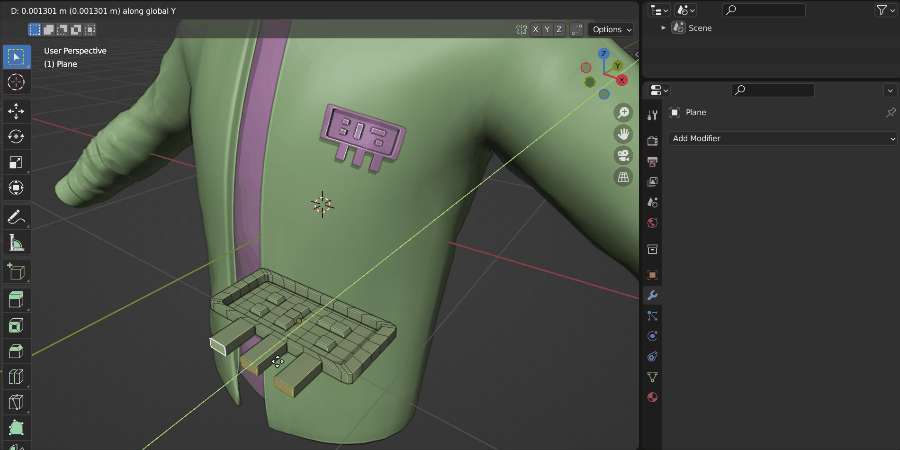 D: 0.001301 m (0.001301 m) along global Y
X Y Z
Options
User Perspective
(1) Plane
Z
Y
X
Scene
Plane
Add Modifier